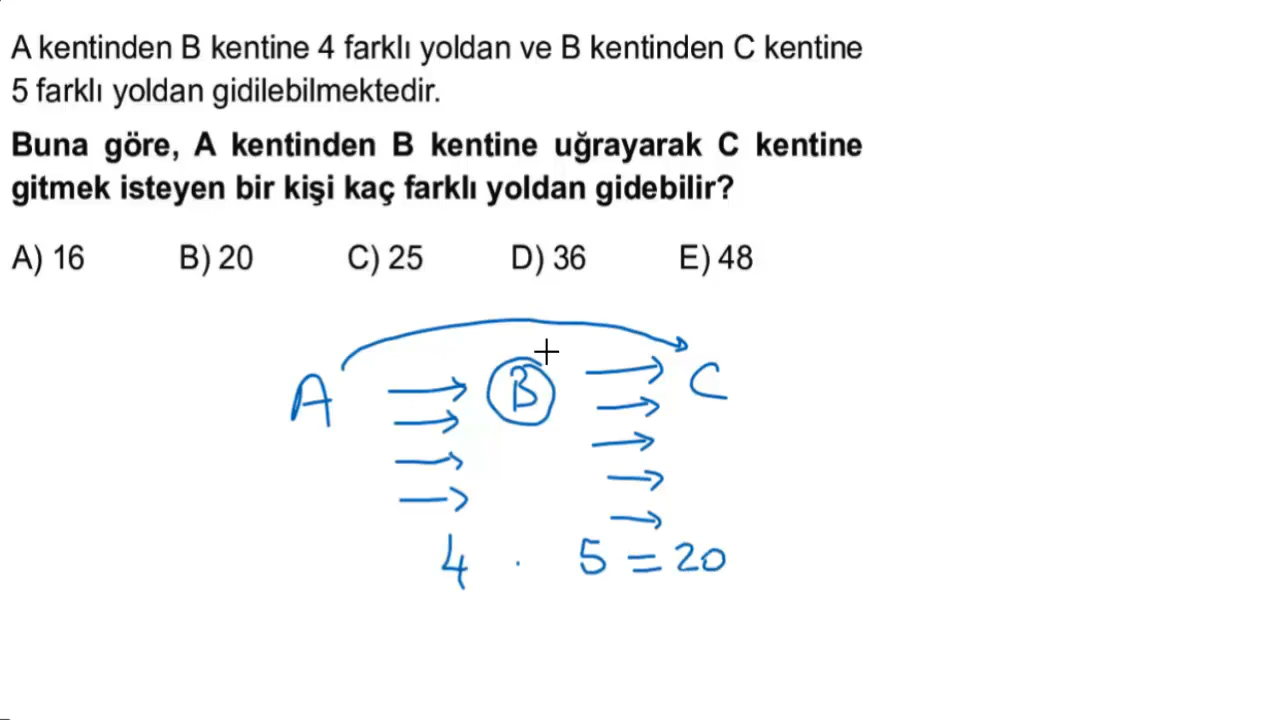 A kentinden B kentine 4 farklı yoldan ve B kentinden C kentine
5 farklı yoldan gidilebilmektedir.
Buna göre, A kentinden B kentine uğrayarak C kentine
gitmek isteyen bir kişi kaç farklı yoldan gidebilir?
A) 16 B) 20 C) 25 D) 36 E) 48
A B C
4 . 5 = 20